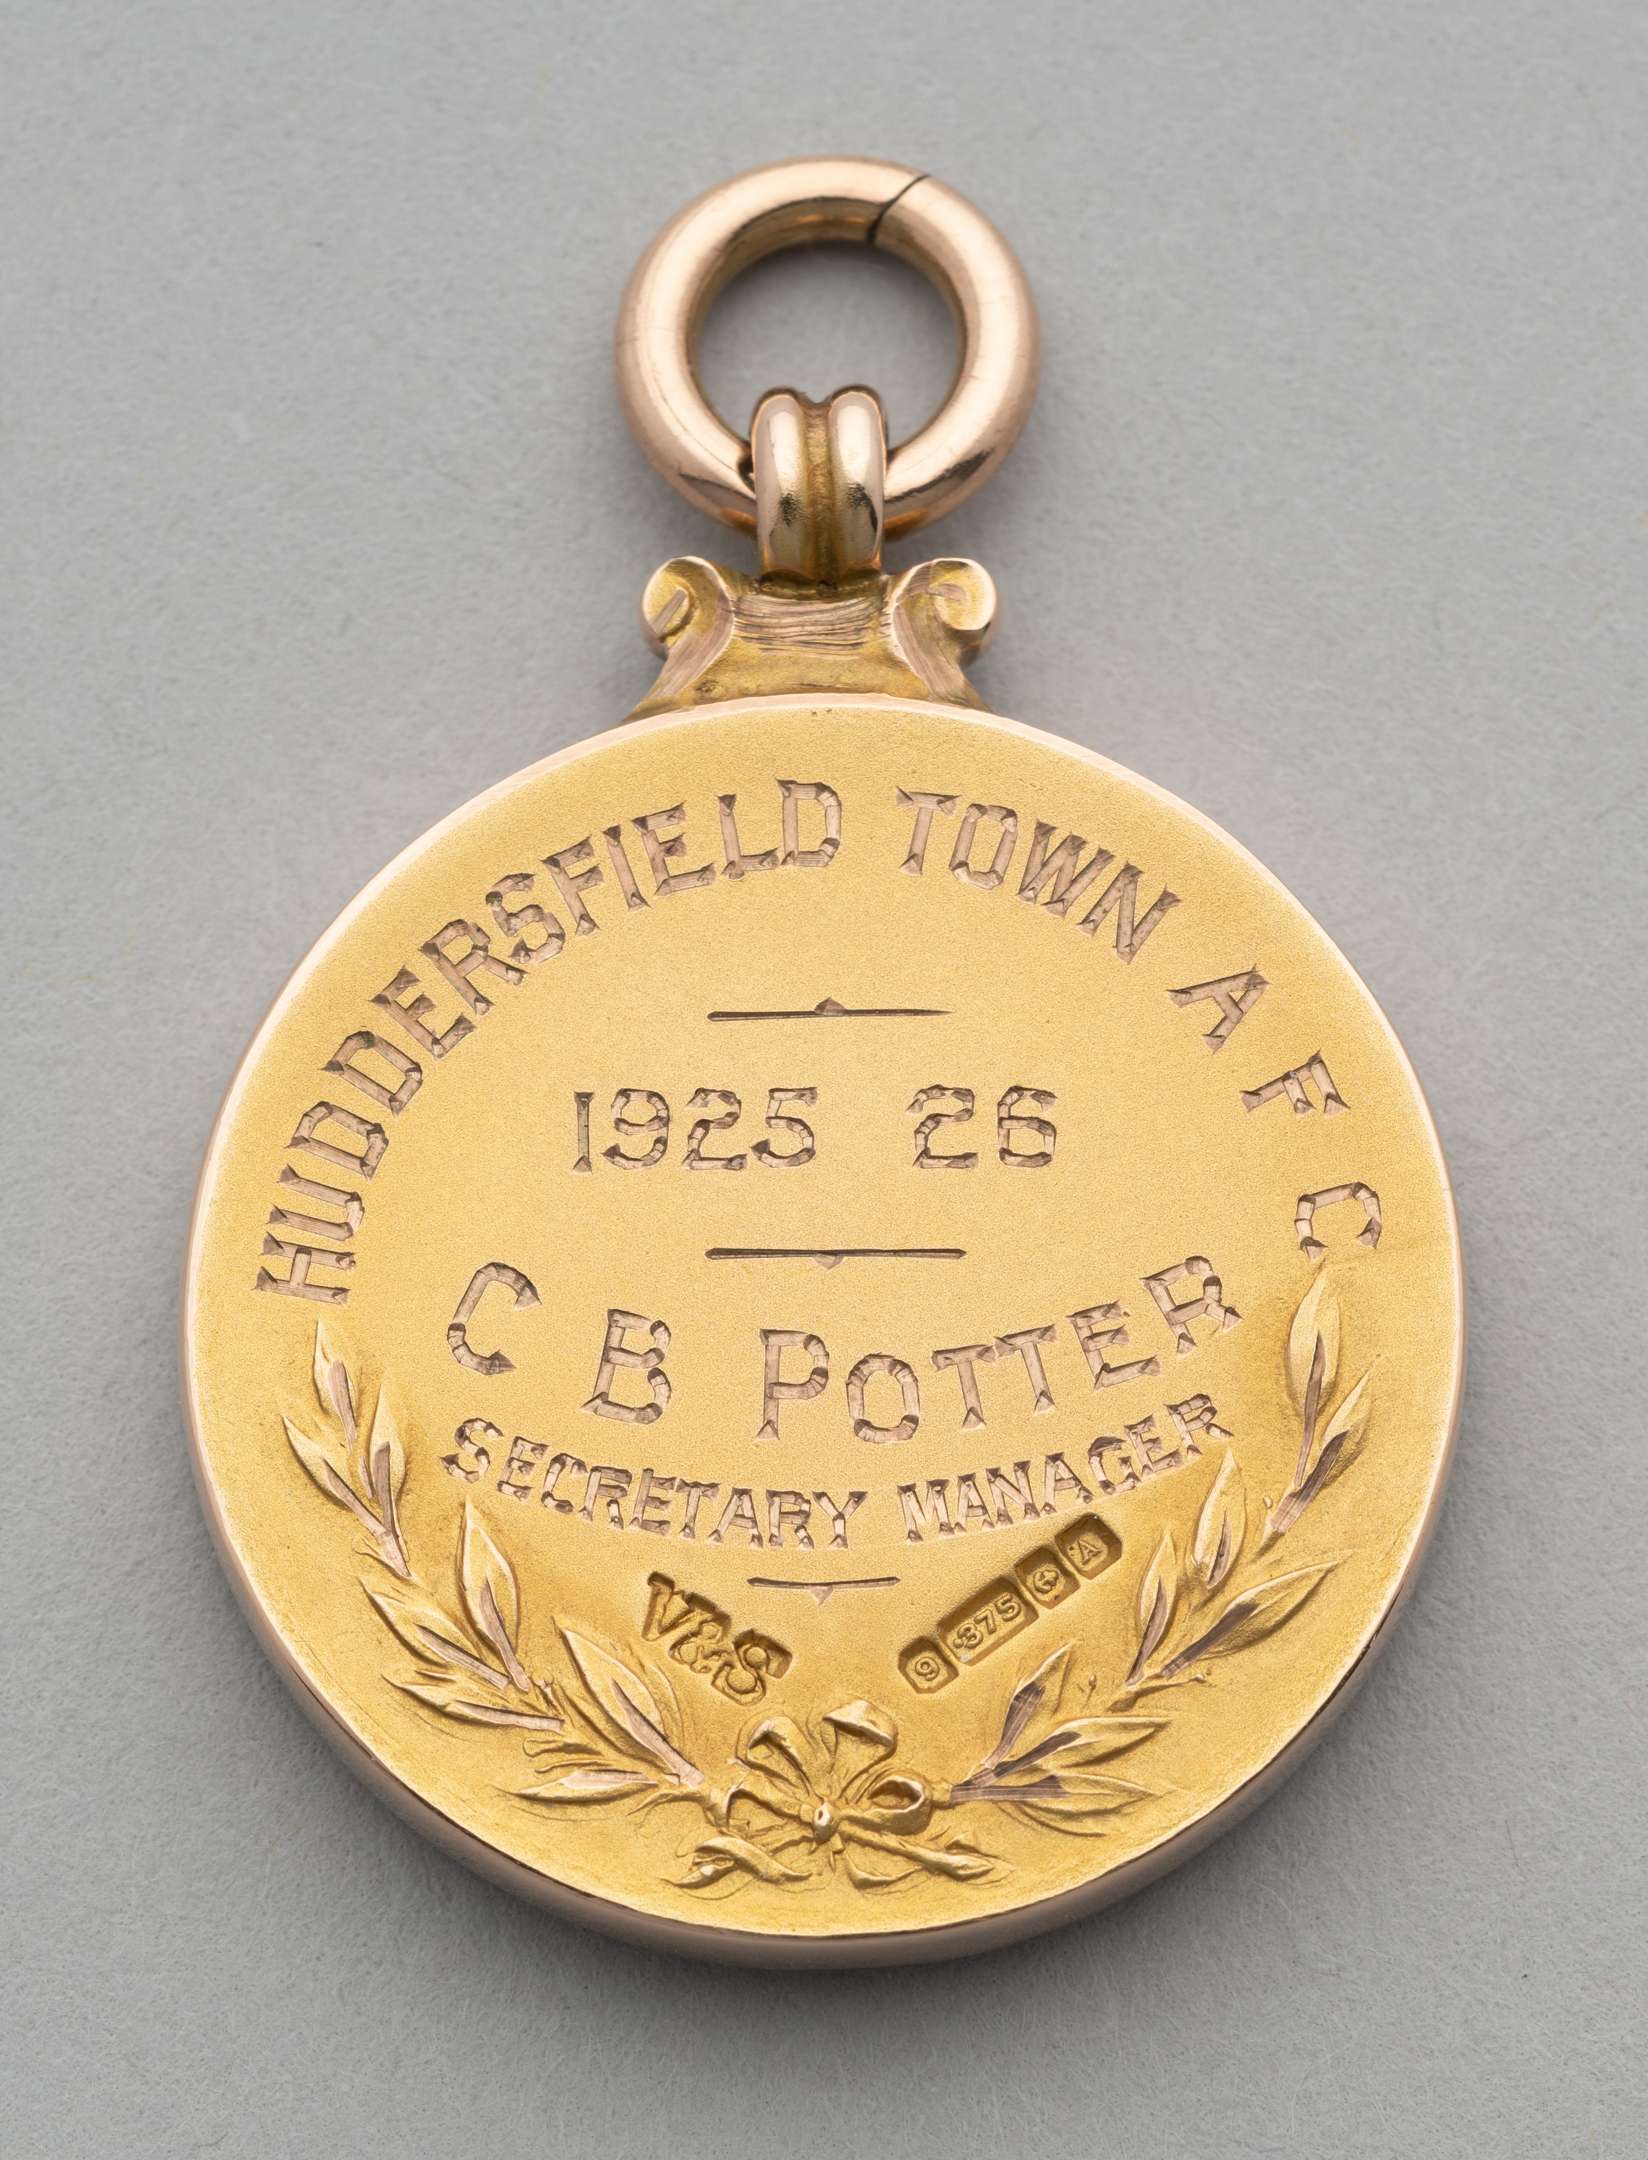 HUDDERSFIELD TOWN A F C
1925 26
C B POTTER
SECRETARY MANAGER
V&S
9 .375 A